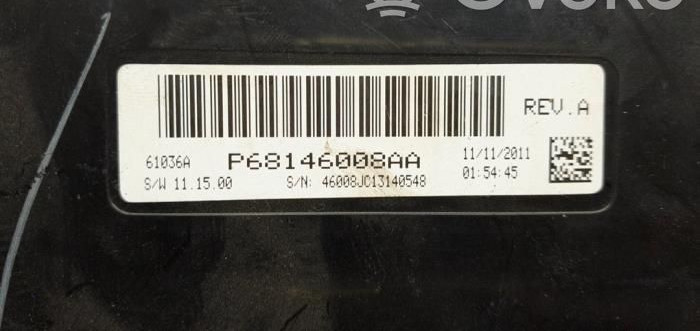 REV.A
61036A P68146008AA 11/11/2011
S/W 11.15.00 S/N: 46008JC13140548 01:54:45